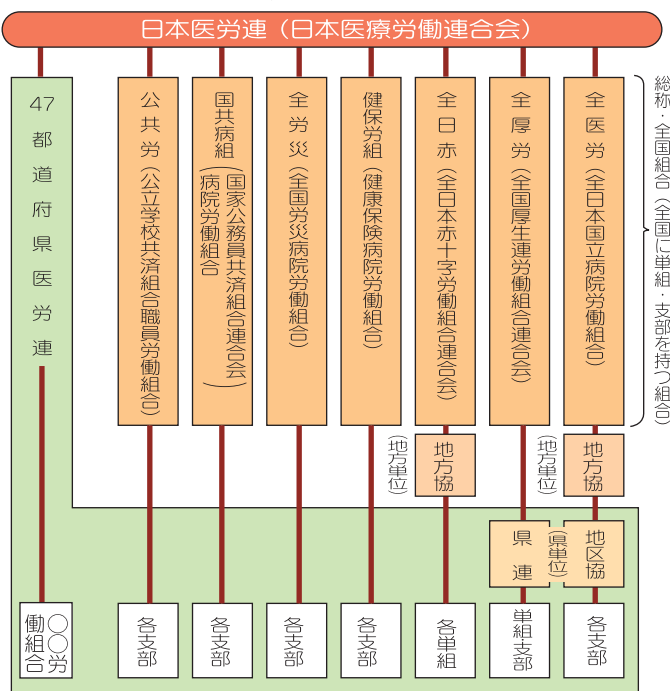 日本医労連（日本医療労働連合会）
総称・全国組合（全国に単組・支部を持つ組合）
全医労（全日本国立病院労働組合）
全厚労（全国厚生連労働組合連合会）
全日赤（全日本赤十字労働組合連合会）
健保労組（健康保険病院労働組合）
全労災（全国労災病院労働組合）
国共病組（国家公務員共済組合連合会
病院労働組合）
公共労（公立学校共済組合職員労働組合）
47都道府県医労連
地方協
（地方単位）
地方協
（地方単位）
地区協
（県単位）
県連
各支部
単組・支部
各単組
各支部
各支部
各支部
各支部
〇〇労
働組合